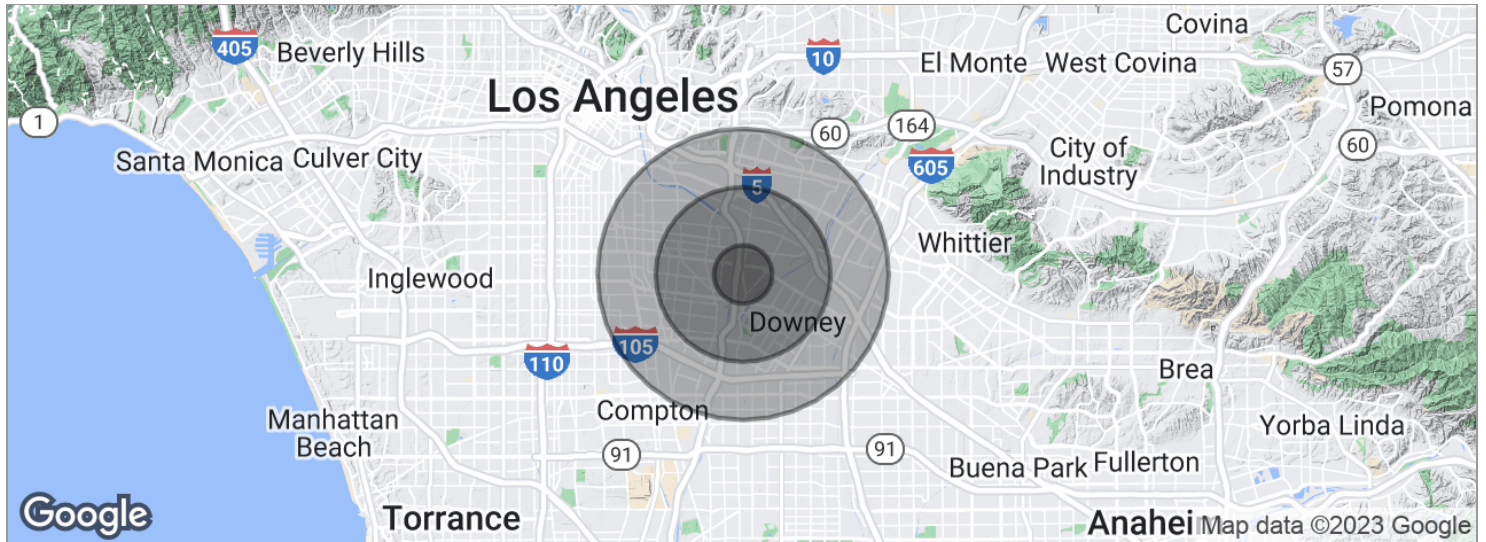 Covina
405
Beverly Hills
10
El Monte
West Covina
57
Los Angeles
Pomona
1
60
164
60
Santa Monica
Culver City
City of
Industry
605
5
Whittier
Inglewood
Downey
105
110
Brea
Compton
Manhattan
Beach
Yorba Linda
91
91
Buena Park
Fullerton
Google
Torrance
Anahei
Map data ©2023 Google